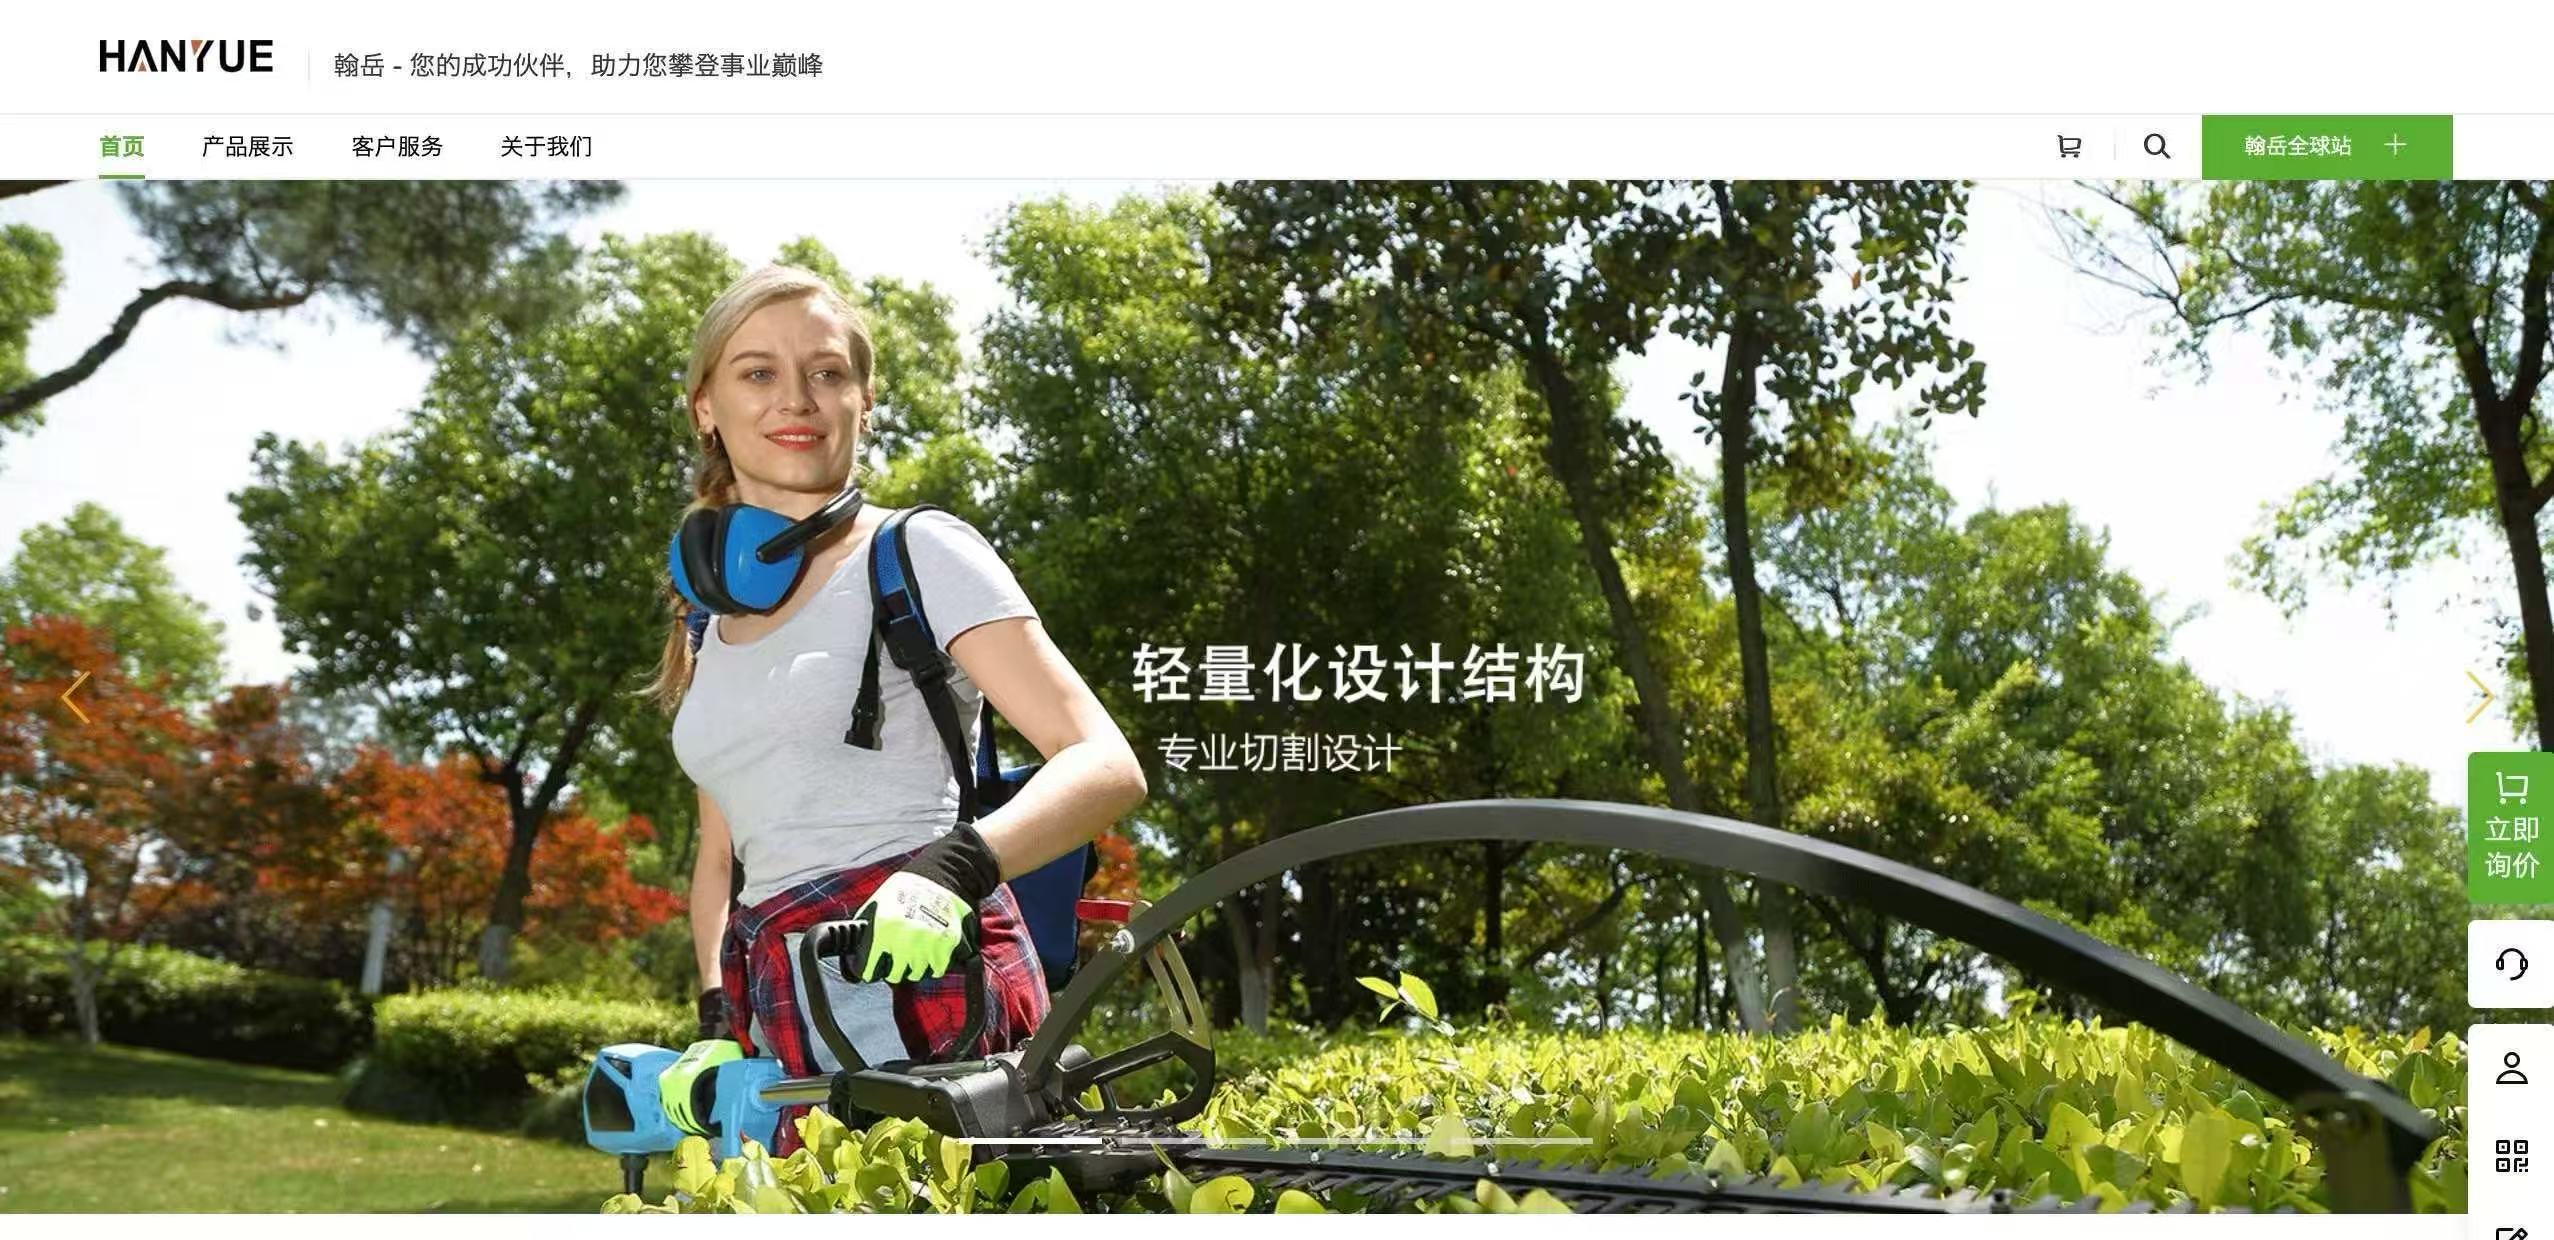 HANYUE
翰岳 - 您的成功伙伴，助力您攀登事业巅峰
首页
产品展示
客户服务
关于我们
翰岳全球站
轻量化设计结构
专业切割设计
立即
询价